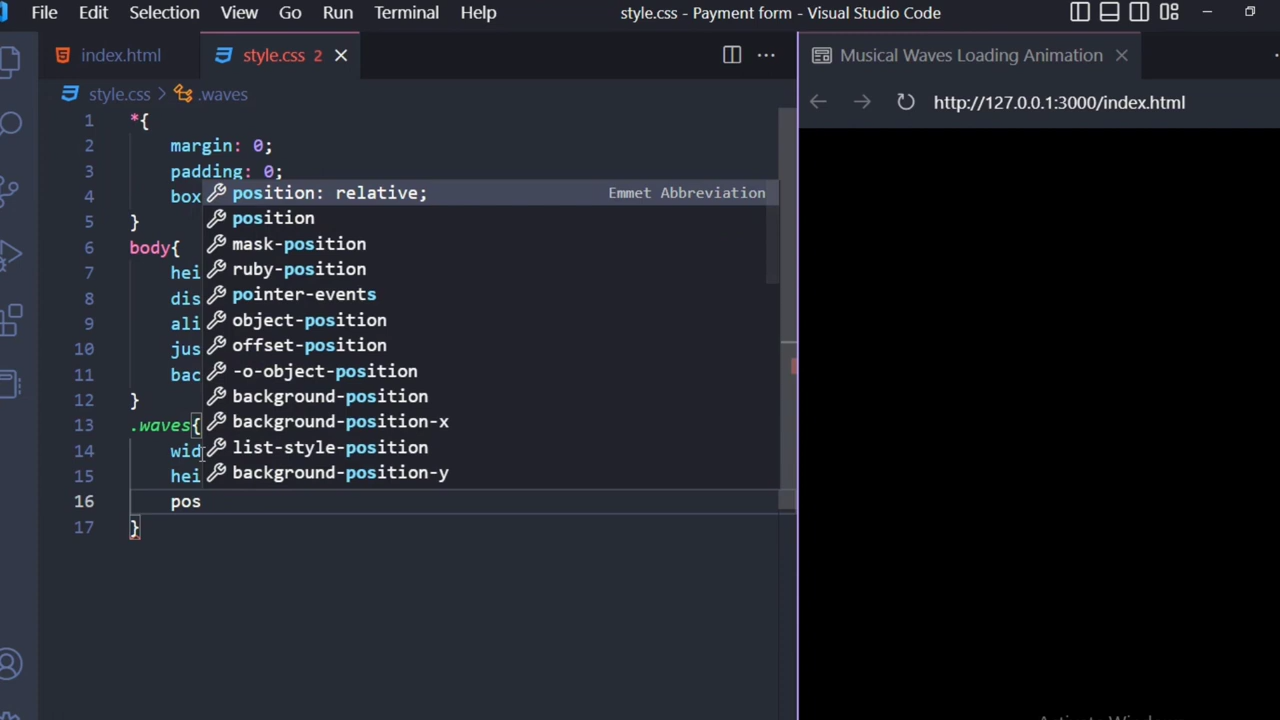 File Edit Selection View Go Run Terminal Help style.css - Payment form - Visual Studio Code
index.html style.css 2
style.css > .waves
1 *{
2 margin: 0;
3 padding: 0;
4 box
5 }
6 body{
7 hei
8 dis
9 ali
10 jus
11 bac
12 }
13 .waves{
14 wid
15 hei
16 pos
17 }
position: relative; Emmet Abbreviation
position
mask-position
ruby-position
pointer-events
object-position
offset-position
-o-object-position
background-position
background-position-x
list-style-position
background-position-y
Musical Waves Loading Animation
http://127.0.0.1:3000/index.html